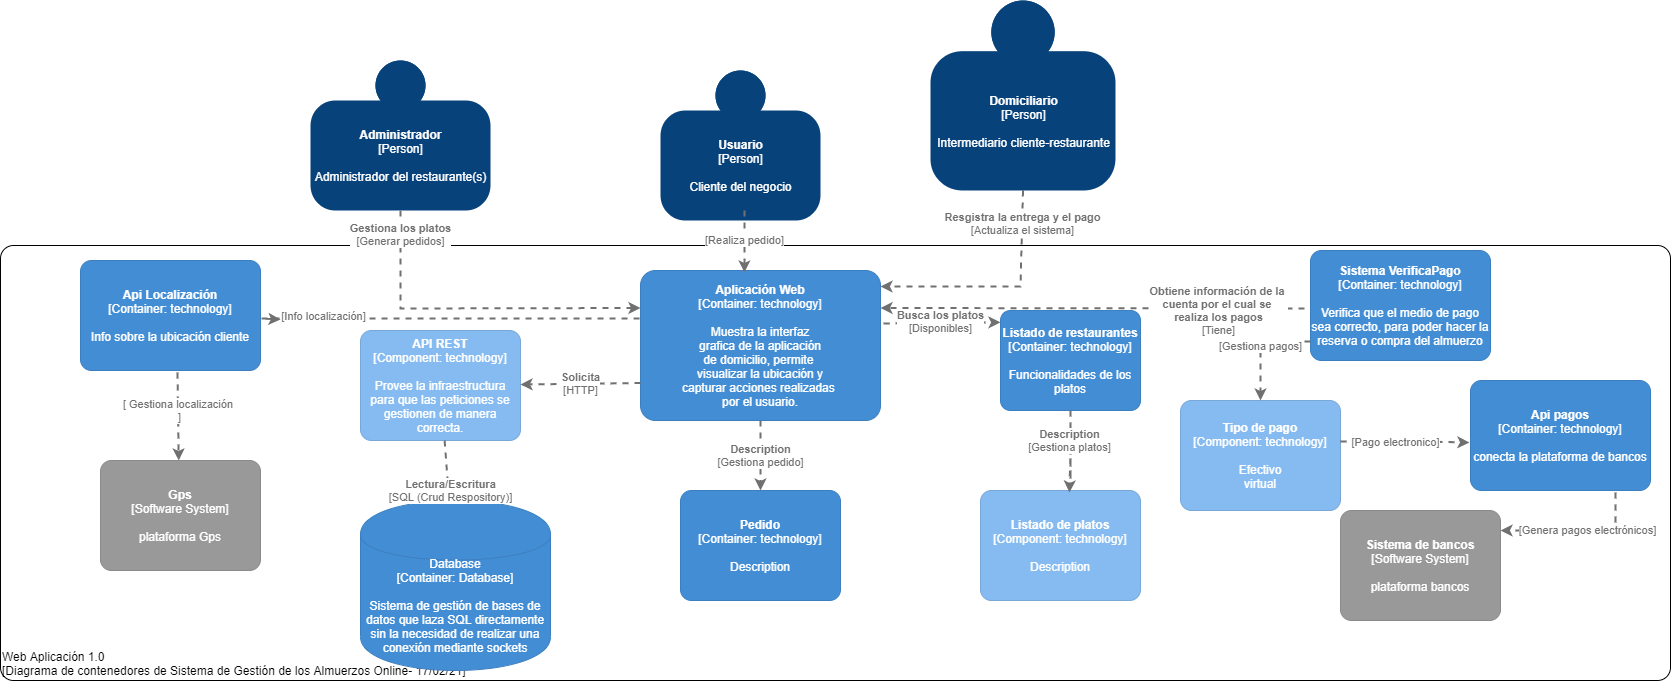 Administrador
[Person]
Administrador del restaurante(s)
Usuario
[Person]
Cliente del negocio
Domiciliario
[Person]
Intermediario cliente-restaurante
Gestiona los platos
[Generar pedidos]
[Realiza pedido]
Resgistra la entrega y el pago
[Actualiza el sistema]
Api Localización
[Container: technology]
Info sobre la ubicación cliente
[Info localización]
[ Gestiona localización
]
Gps
[Software System]
plataforma Gps
API REST
[Component: technology]
Provee la infraestructura
para que las peticiones se
gestionen de manera
correcta.
Solicita
[HTTP]
Lectura/Escritura
[SQL (Crud Respository)]
Database
[Container: Database]
Sistema de gestión de bases de
datos que laza SQL directamente
sin la necesidad de realizar una
conexión mediante sockets
Aplicación Web
[Container: technology]
Muestra la interfaz
grafica de la aplicación
de domicilio, permite
visualizar la ubicación y
capturar acciones realizadas
por el usuario.
Description
[Gestiona pedido]
Pedido
[Container: technology]
Description
Busca los platos
[Disponibles]
Listado de restaurantes
[Container: technology]
Funcionalidades de los
platos
Description
[Gestiona platos]
Listado de platos
[Component: technology]
Description
Obtiene información de la
cuenta por el cual se
realiza los pagos
[Tiene]
[Gestiona pagos]
Sistema VerificaPago
[Container: technology]
Verifica que el medio de pago
sea correcto, para poder hacer la
reserva o compra del almuerzo
Tipo de pago
[Component: technology]
Efectivo
virtual
[Pago electronico]
Api pagos
[Container: technology]
conecta la plataforma de bancos
[Genera pagos electrónicos]
Sistema de bancos
[Software System]
plataforma bancos
Web Aplicación 1.0
[Diagrama de contenedores de Sistema de Gestión de los Almuerzos Online- 17/02/21]